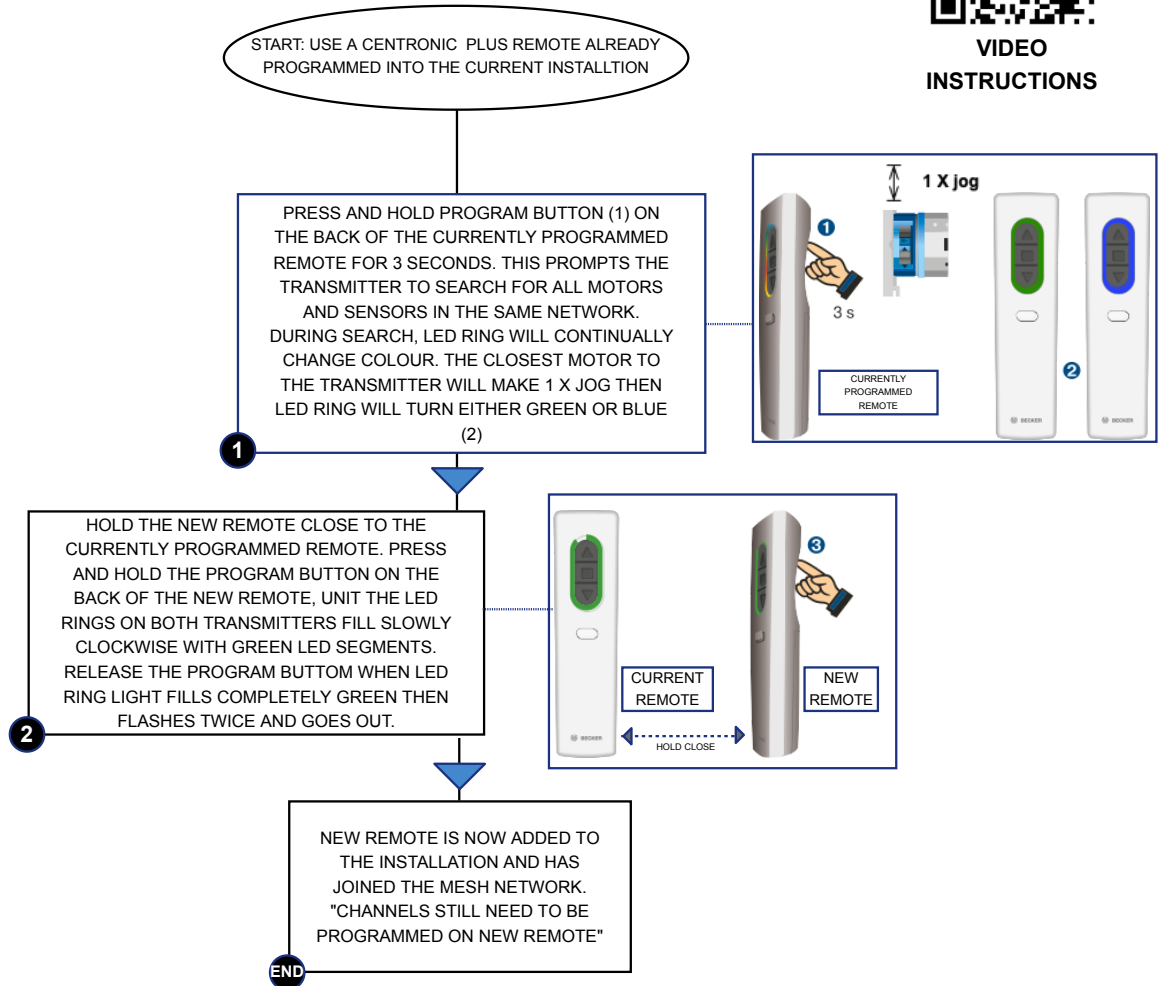 START: USE A CENTRONIC PLUS REMOTE ALREADY
PROGRAMMED INTO THE CURRENT INSTALLTION
VIDEO
INSTRUCTIONS
PRESS AND HOLD PROGRAM BUTTON (1) ON
THE BACK OF THE CURRENTLY PROGRAMMED
REMOTE FOR 3 SECONDS. THIS PROMPTS THE
TRANSMITTER TO SEARCH FOR ALL MOTORS
AND SENSORS IN THE SAME NETWORK.
DURING SEARCH, LED RING WILL CONTINUALLY
CHANGE COLOUR. THE CLOSEST MOTOR TO
THE TRANSMITTER WILL MAKE 1 X JOG THEN
LED RING WILL TURN EITHER GREEN OR BLUE
(2)
1
1 X jog
1
3 s
CURRENTLY
PROGRAMMED
REMOTE
2
BECKER
BECKER
HOLD THE NEW REMOTE CLOSE TO THE
CURRENTLY PROGRAMMED REMOTE. PRESS
AND HOLD THE PROGRAM BUTTON ON THE
BACK OF THE NEW REMOTE, UNIT THE LED
RINGS ON BOTH TRANSMITTERS FILL SLOWLY
CLOCKWISE WITH GREEN LED SEGMENTS.
RELEASE THE PROGRAM BUTTOM WHEN LED
RING LIGHT FILLS COMPLETELY GREEN THEN
FLASHES TWICE AND GOES OUT.
2
3
CURRENT
REMOTE
NEW
REMOTE
BECKER
HOLD CLOSE
NEW REMOTE IS NOW ADDED TO
THE INSTALLATION AND HAS
JOINED THE MESH NETWORK.
"CHANNELS STILL NEED TO BE
PROGRAMMED ON NEW REMOTE"
END